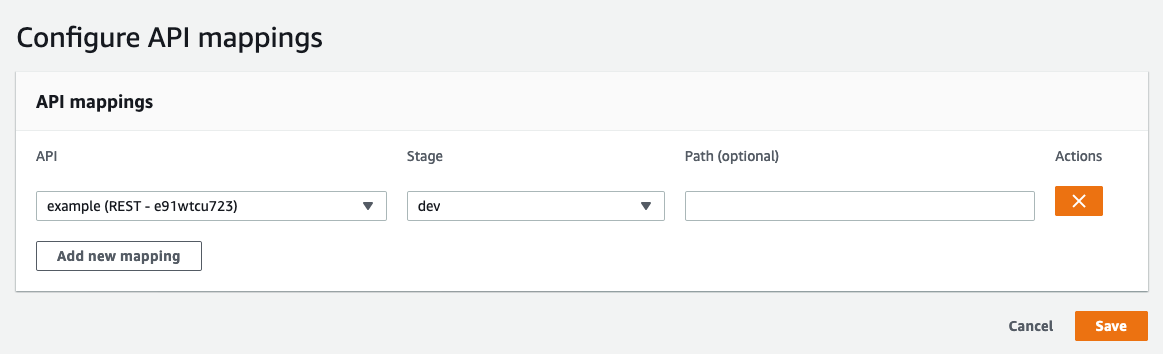 Configure API mappings
API mappings
API Stage Path (optional) Actions
example (REST - e91wtcu723) dev
Add new mapping
Cancel Save